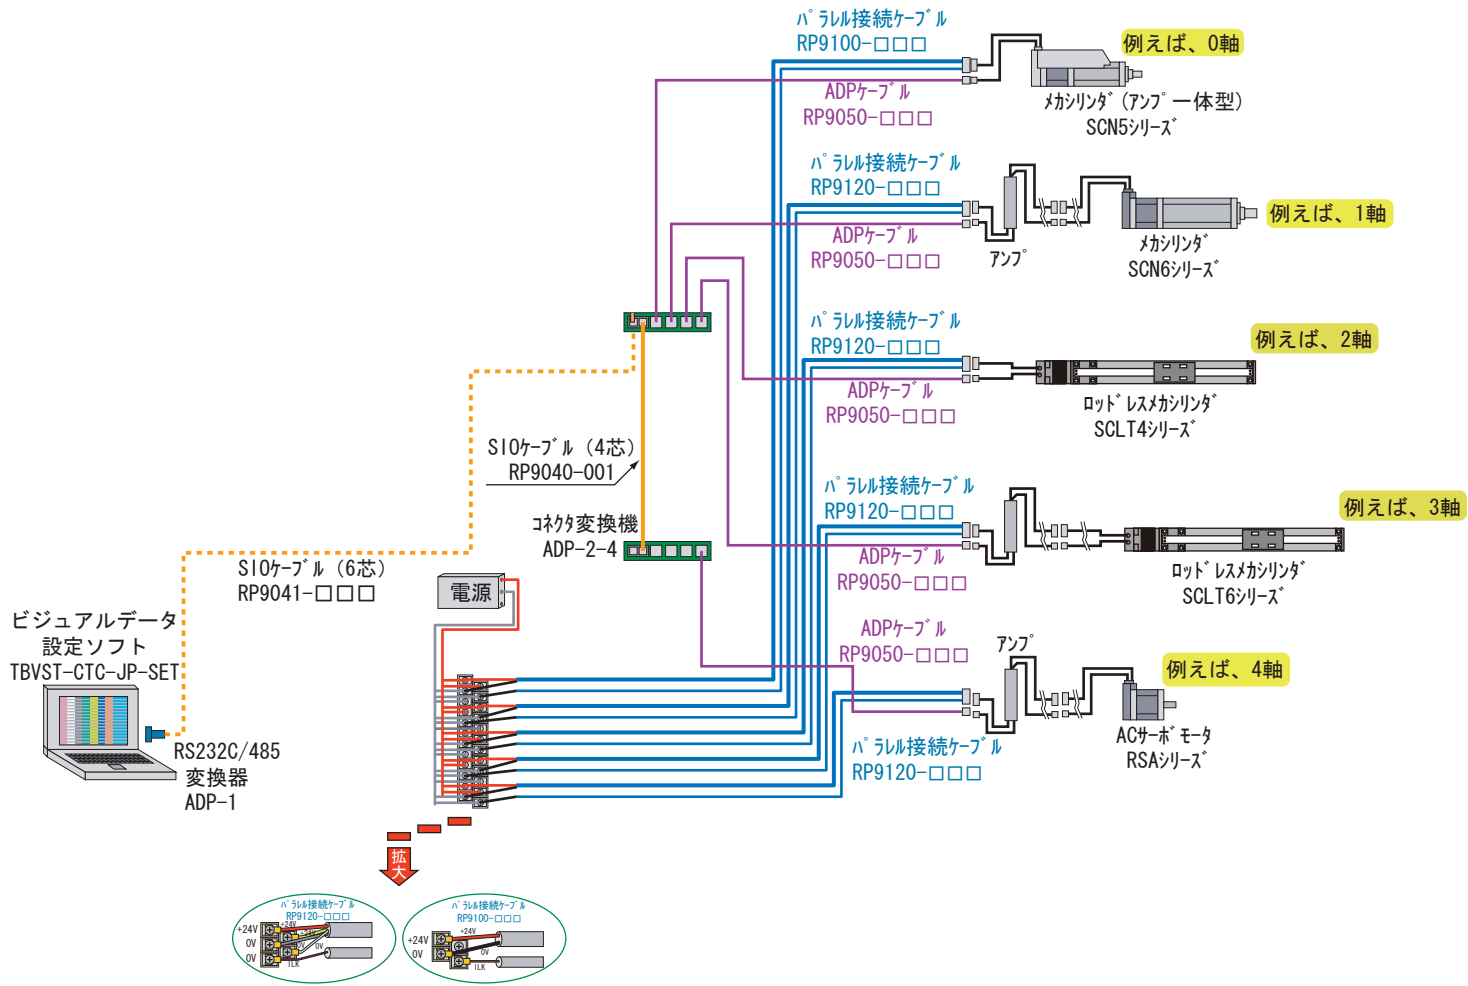 パラレル接続ケーブル
RP9100-□□□
例えば、0軸
ADPケーブル
RP9050-□□□
メカシリンダ(アンプ一体型)
SCN5シリーズ
パラレル接続ケーブル
RP9120-□□□
例えば、1軸
ADPケーブル
RP9050-□□□
アンプ
メカシリンダ
SCN6シリーズ
パラレル接続ケーブル
RP9120-□□□
例えば、2軸
ADPケーブル
RP9050-□□□
ロッドレスメカシリンダ
SCLT4シリーズ
SIOケーブル(4芯)
RP9040-001
パラレル接続ケーブル
RP9120-□□□
例えば、3軸
コネクタ変換機
ADP-2-4
ADPケーブル
RP9050-□□□
ロッドレスメカシリンダ
SCLT6シリーズ
SIOケーブル(6芯)
RP9041-□□□
電源
ビジュアルデータ
設定ソフト
TBVST-CTC-JP-SET
ADPケーブル
RP9050-□□□
アンプ
例えば、4軸
RS232C/485
変換器
ADP-1
パラレル接続ケーブル
RP9120-□□□
ACサーボモータ
RSAシリーズ
拡大
パラレル接続ケーブル
RP9120-□□□
+24V
+24V
+24V
0V
0V
0V
0V
ILK
パラレル接続ケーブル
RP9100-□□□
+24V
+24V
0V
0V
ILK